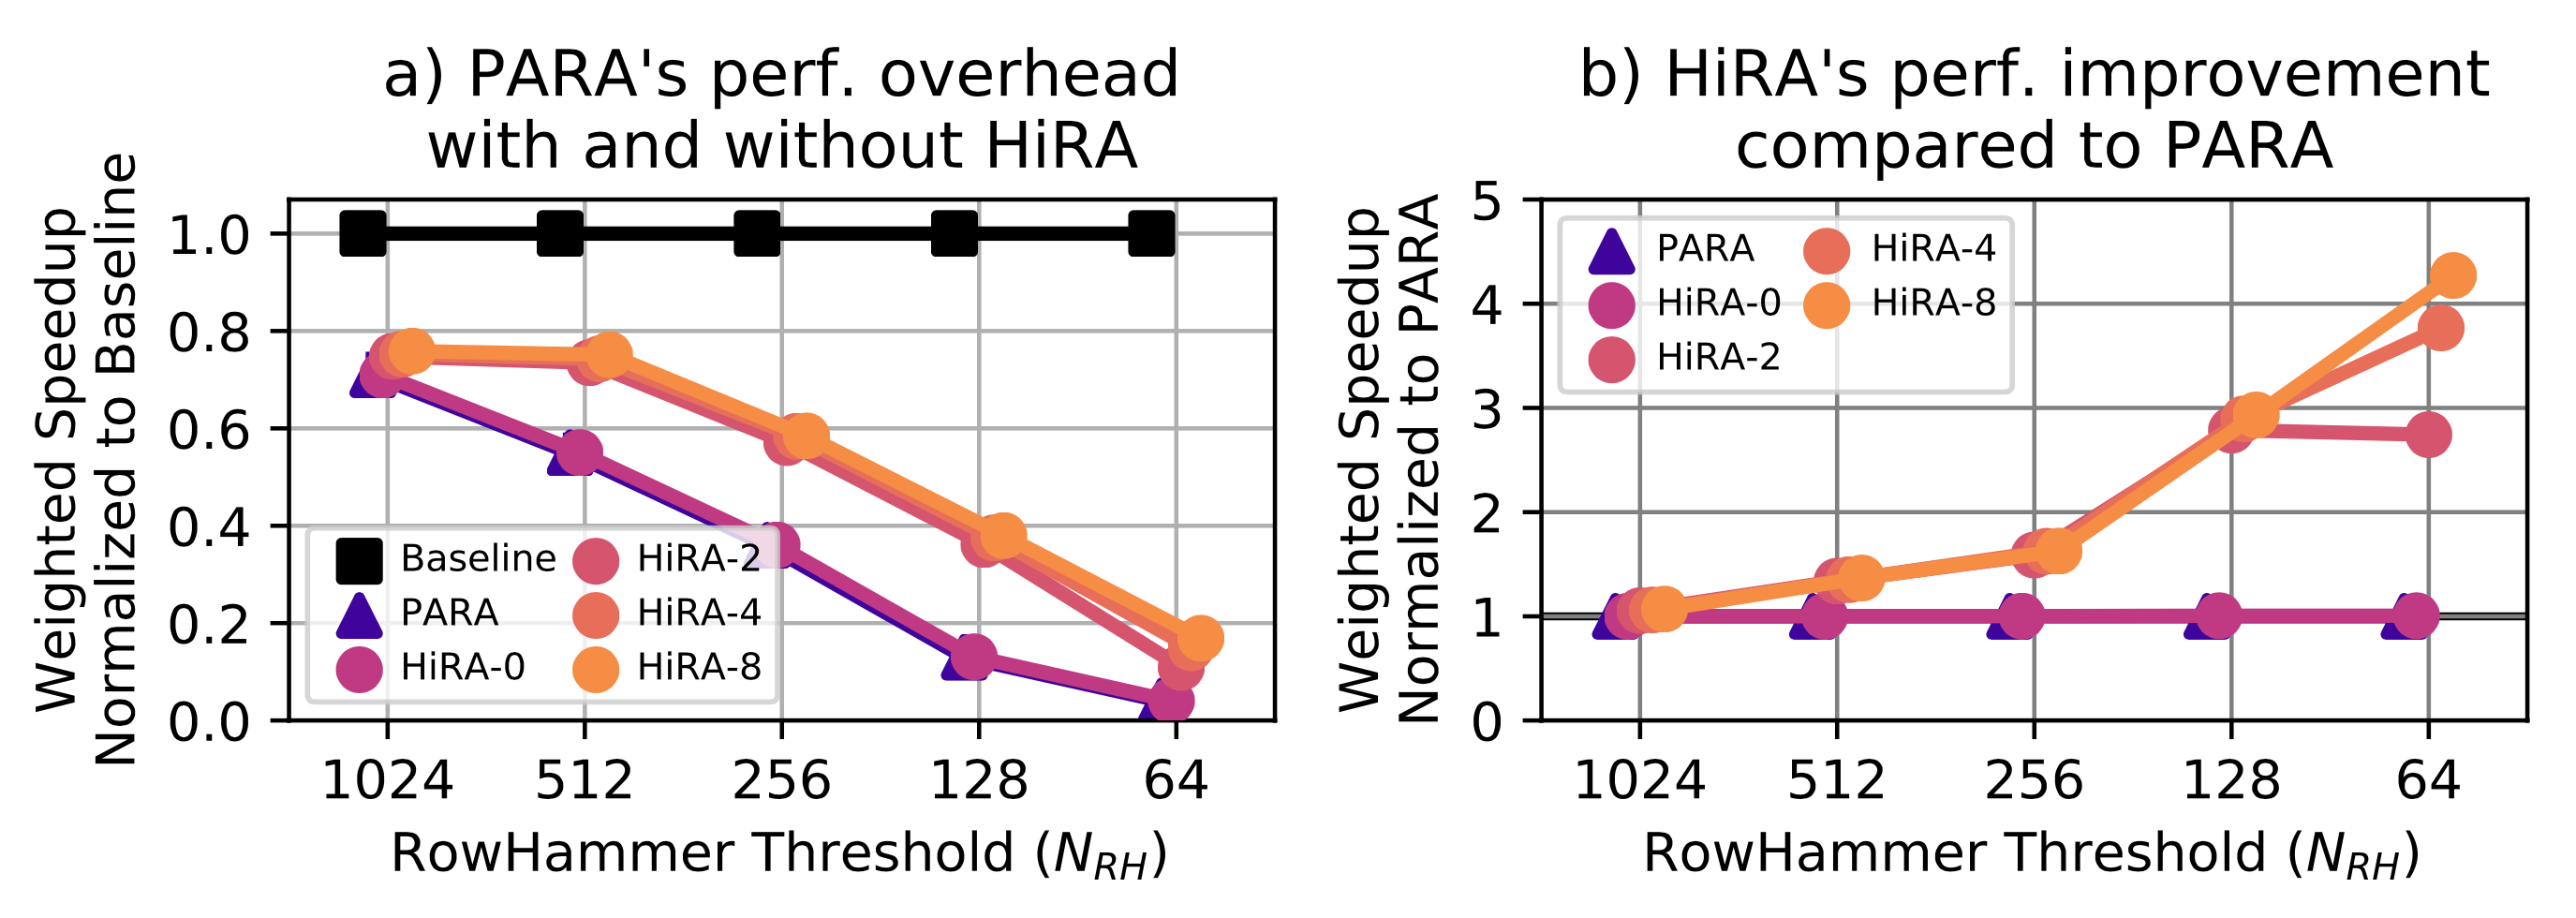 a) PARA's perf. overhead
with and without HiRA
Weighted Speedup
Normalized to Baseline
1.0
0.8
0.6
0.4
0.2
0.0
Baseline
PARA
HiRA-0
HiRA-2
HiRA-4
HiRA-8
1024 512 256 128 64
RowHammer Threshold (N_RH)
b) HiRA's perf. improvement
compared to PARA
Weighted Speedup
Normalized to PARA
5
4
3
2
1
0
PARA
HiRA-0
HiRA-2
HiRA-4
HiRA-8
1024 512 256 128 64
RowHammer Threshold (N_RH)